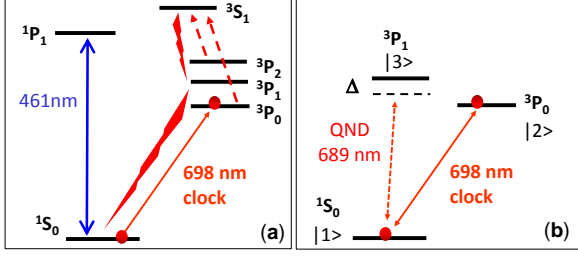 ³S₁
¹P₁
³P₂
³P₁
³P₀
461nm
698 nm
clock
¹S₀
(a)
³P₁
|3>
Δ
³P₀
|2>
QND
689 nm
698 nm
clock
¹S₀
|1>
(b)